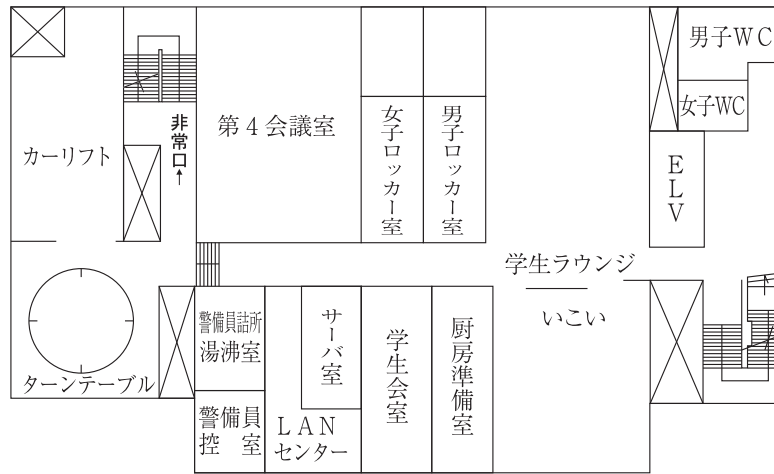 男子WC
女子WC
ELV
カーリフト
非常口→
第4会議室
女子ロッカー室
男子ロッカー室
学生ラウンジ
いこい
ターンテーブル
警備員詰所
湯沸室
警備員
控室
LAN
センター
サーバ室
学生会室
厨房準備室